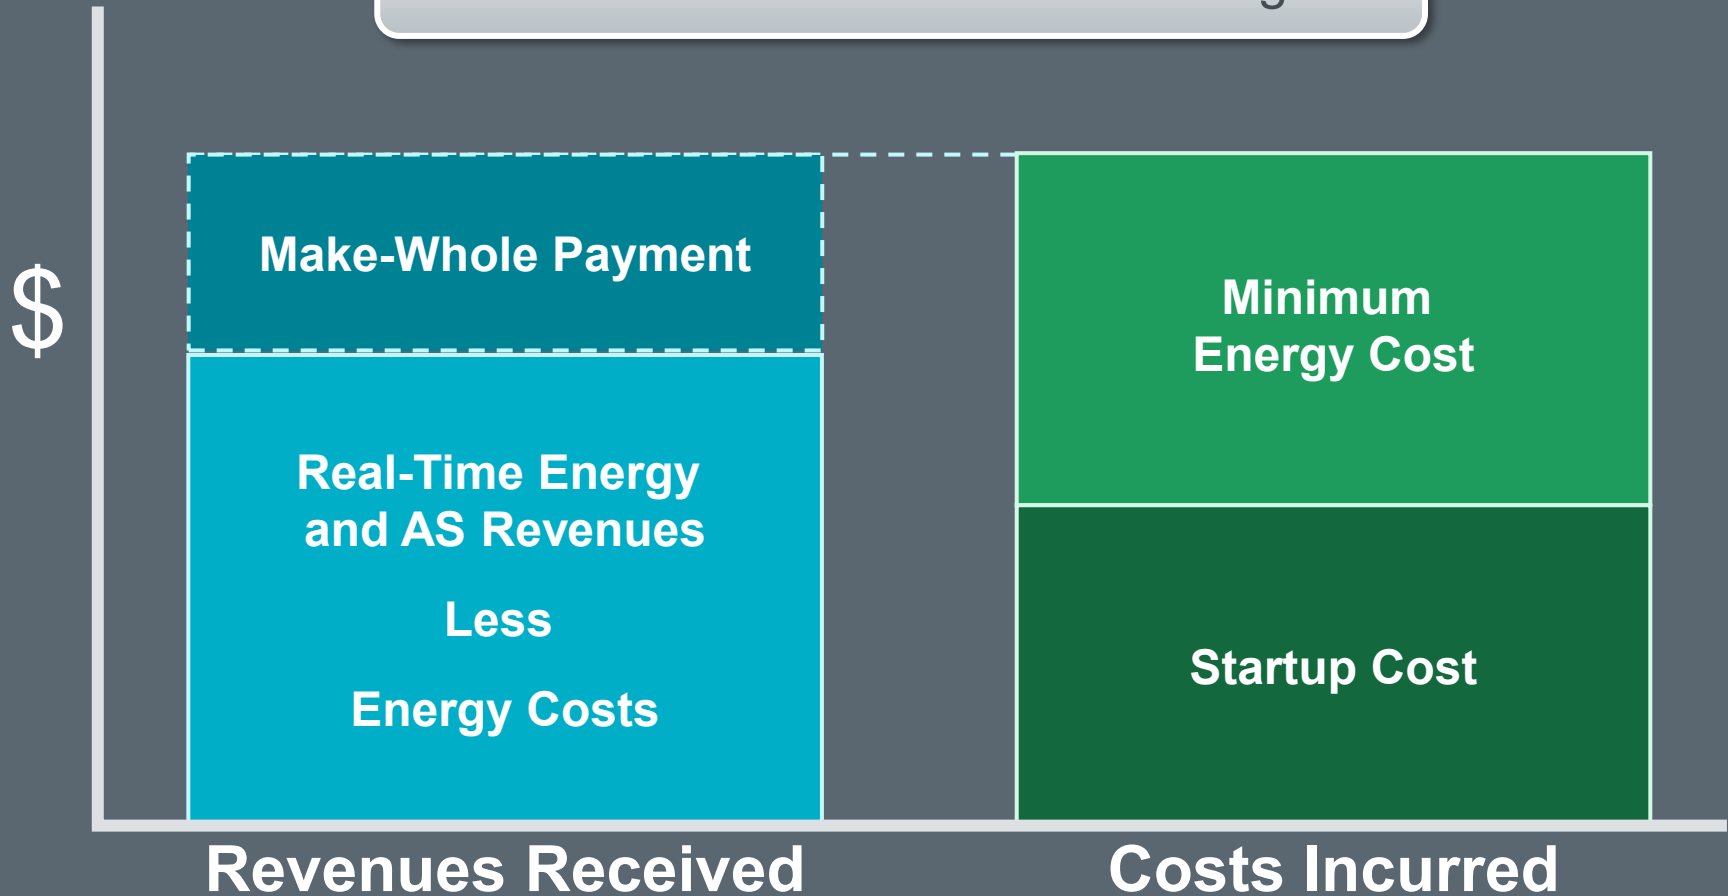 $
Make-Whole Payment
Real-Time Energy
and AS Revenues
Less
Energy Costs
Minimum
Energy Cost
Startup Cost
Revenues Received
Costs Incurred